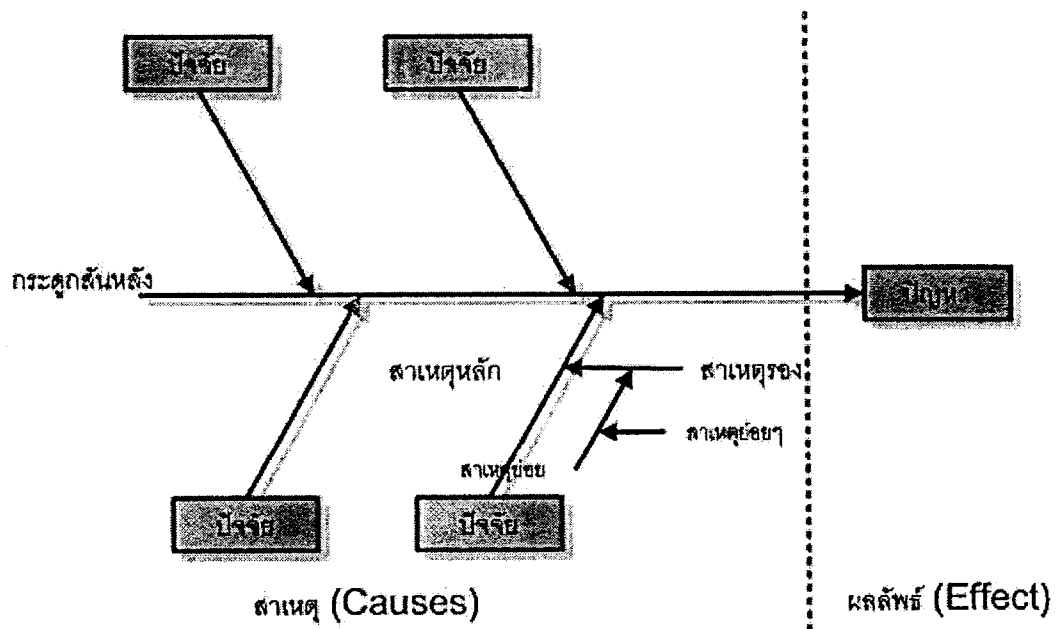 ปัจจัย
ปัจจัย
กระดูกสันหลัง
ปัญหา
สาเหตุหลัก
สาเหตุรอง
สาเหตุย่อยๆ
สาเหตุย่อย
ปัจจัย
ปัจจัย
สาเหตุ (Causes)
ผลลัพธ์ (Effect)